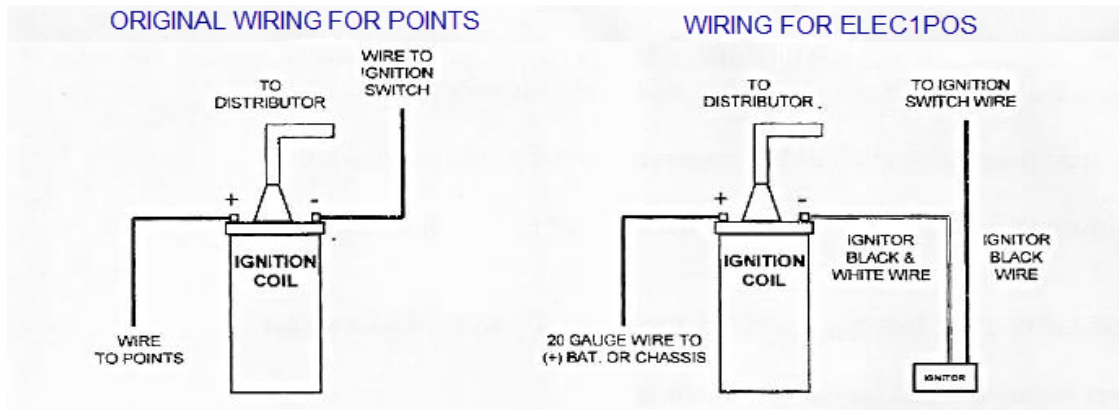 ORIGINAL WIRING FOR POINTS
WIRE TO
IGNITION
SWITCH
TO
DISTRIBUTOR
+
-
IGNITION
COIL
WIRE
TO POINTS
WIRING FOR ELEC1POS
TO
DISTRIBUTOR
TO IGNITION
SWITCH WIRE
+
-
IGNITION
COIL
IGNITOR
BLACK &
WHITE WIRE
IGNITOR
BLACK
WIRE
20 GAUGE WIRE TO
(+) BAT. OR CHASSIS
IGNITOR